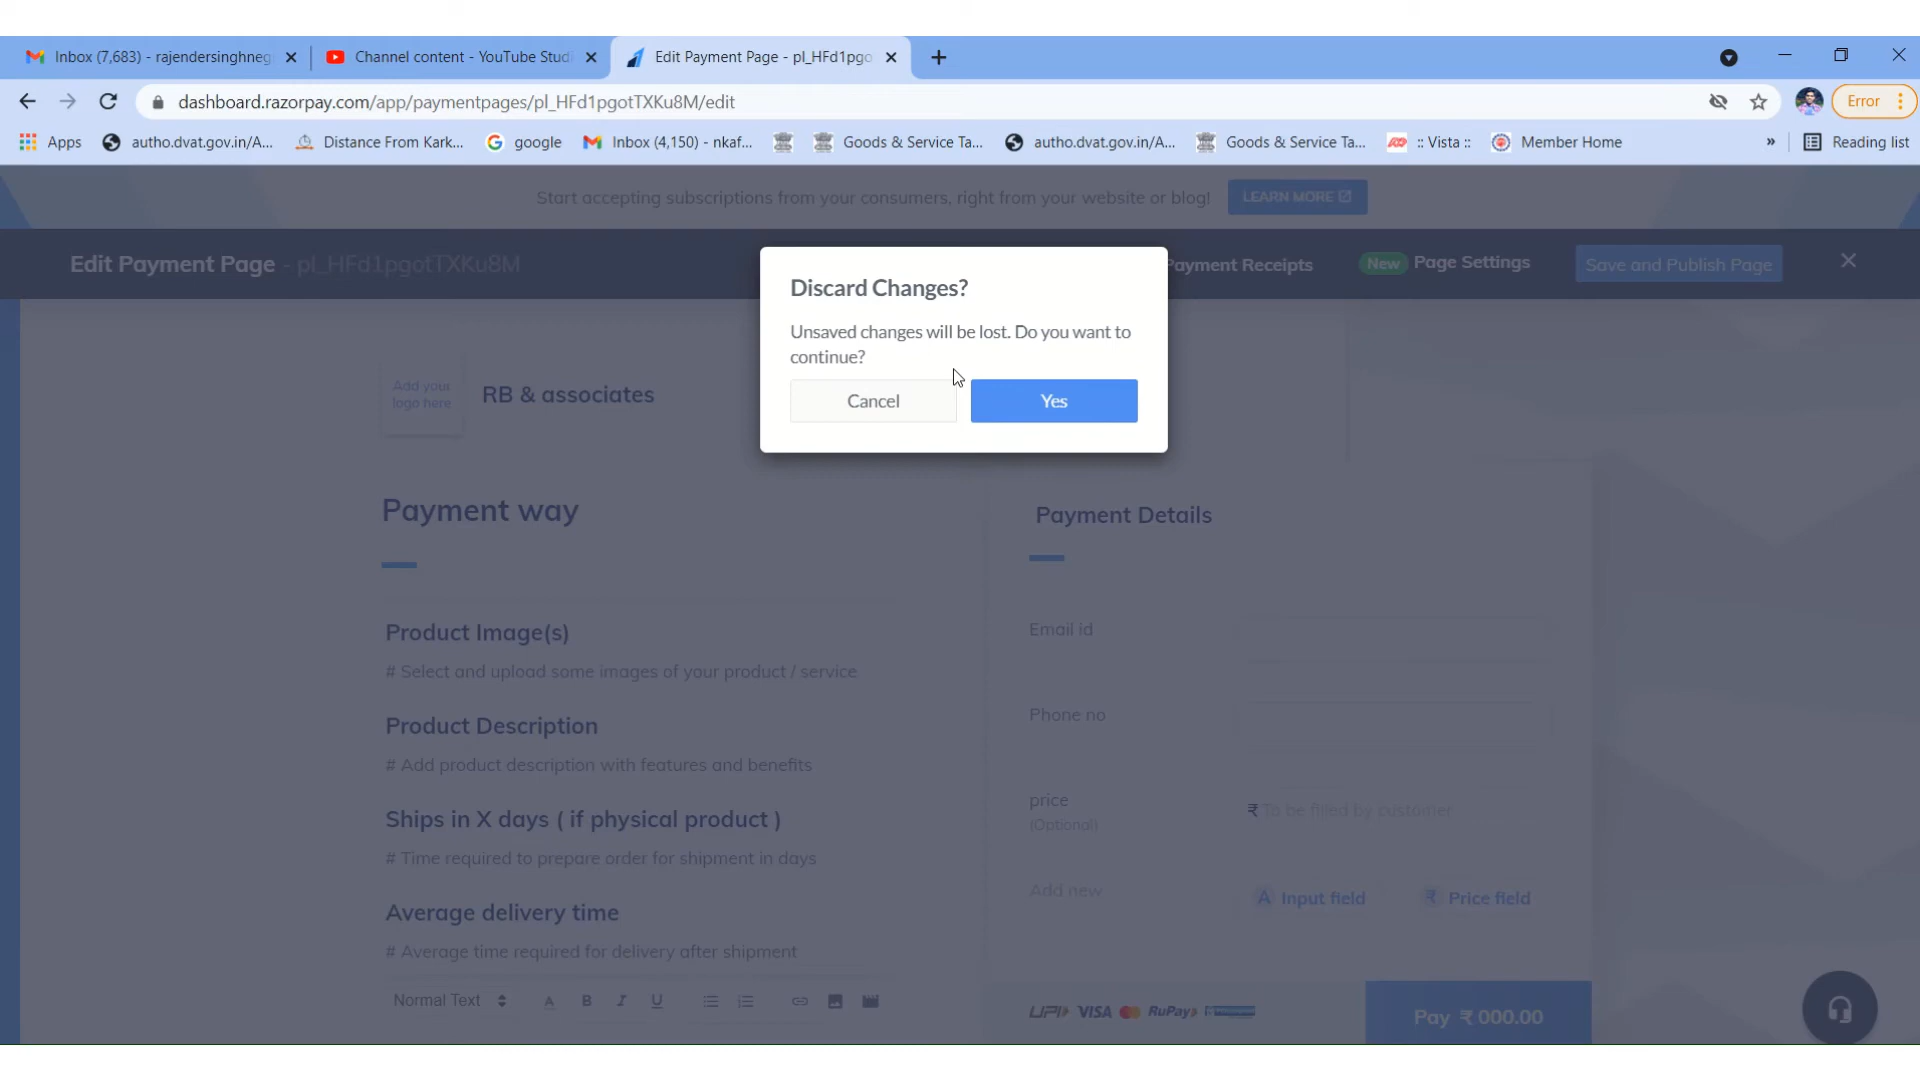 Inbox (7,683) - rajendersinghneg
Channel content - YouTube Studi
Edit Payment Page - pl_HFd1pgo
dashboard.razorpay.com/app/paymentpages/pl_HFd1pgotTXKu8M/edit
Error
Apps
autho.dvat.gov.in/A...
Distance From Kark...
google
Inbox (4,150) - nkaf...
Goods & Service Ta...
autho.dvat.gov.in/A...
Goods & Service Ta...
:: Vista ::
Member Home
»
Reading list
Start accepting subscriptions from your consumers, right from your website or blog!
LEARN MORE
Edit Payment Page - pl_HFd1pgotTXKu8M
Payment Receipts
New
Page Settings
Save and Publish Page
Discard Changes?
Unsaved changes will be lost. Do you want to
continue?
Cancel
Yes
Add your
logo here
RB & associates
Payment way
Product Image(s)
# Select and upload some images of your product / service
Product Description
# Add product description with features and benefits
Ships in X days ( if physical product )
# Time required to prepare order for shipment in days
Average delivery time
# Average time required for delivery after shipment
Normal Text
A B I U
Payment Details
Email id
Phone no
price
(Optional)
₹ To be filled by customer
Add new
A Input field
₹ Price field
UPI VISA RuPay
Pay ₹ 000.00